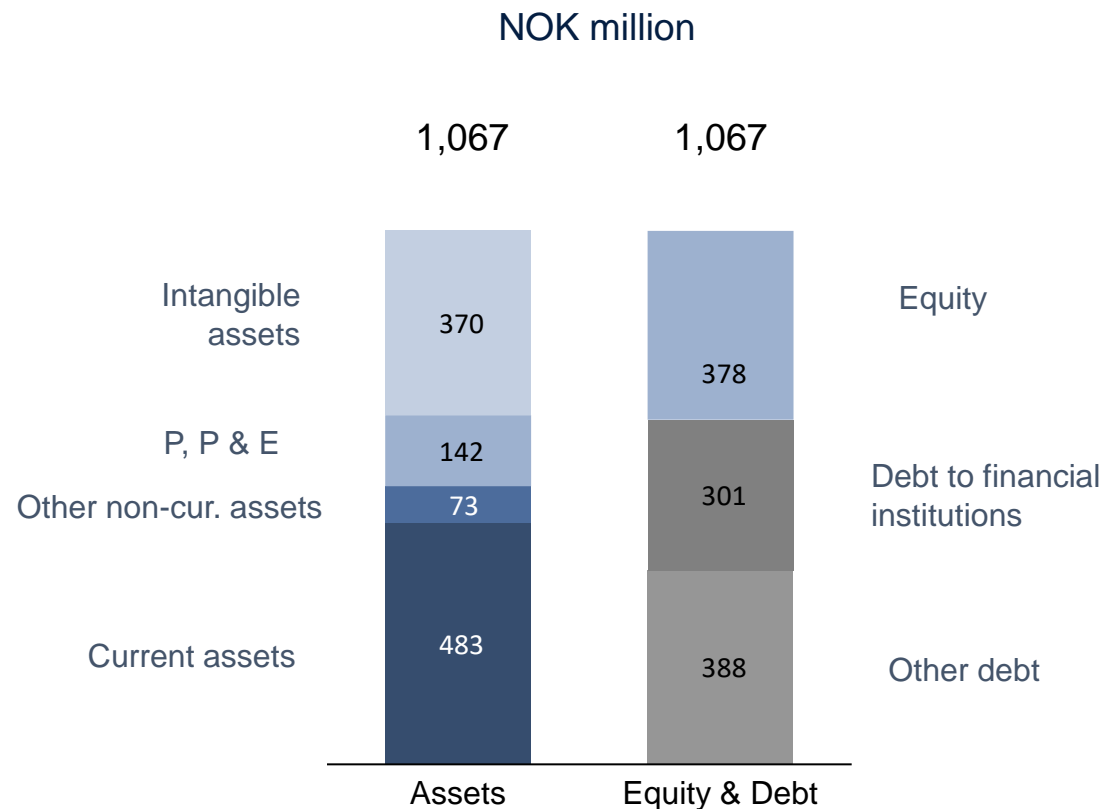 NOK million
1,067
1,067
Intangible
assets
370
P, P & E
142
Other non-cur. assets
73
Current assets
483
Equity
378
Debt to financial
institutions
301
Other debt
388
Assets
Equity & Debt